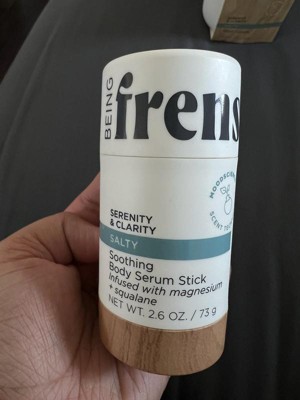 BEING
frens
SERENITY
& CLARITY
SALTY
Soothing
Body Serum Stick
Infused with magnesium
+ squalane
NET WT. 2.6 OZ. / 73 g
SCENT